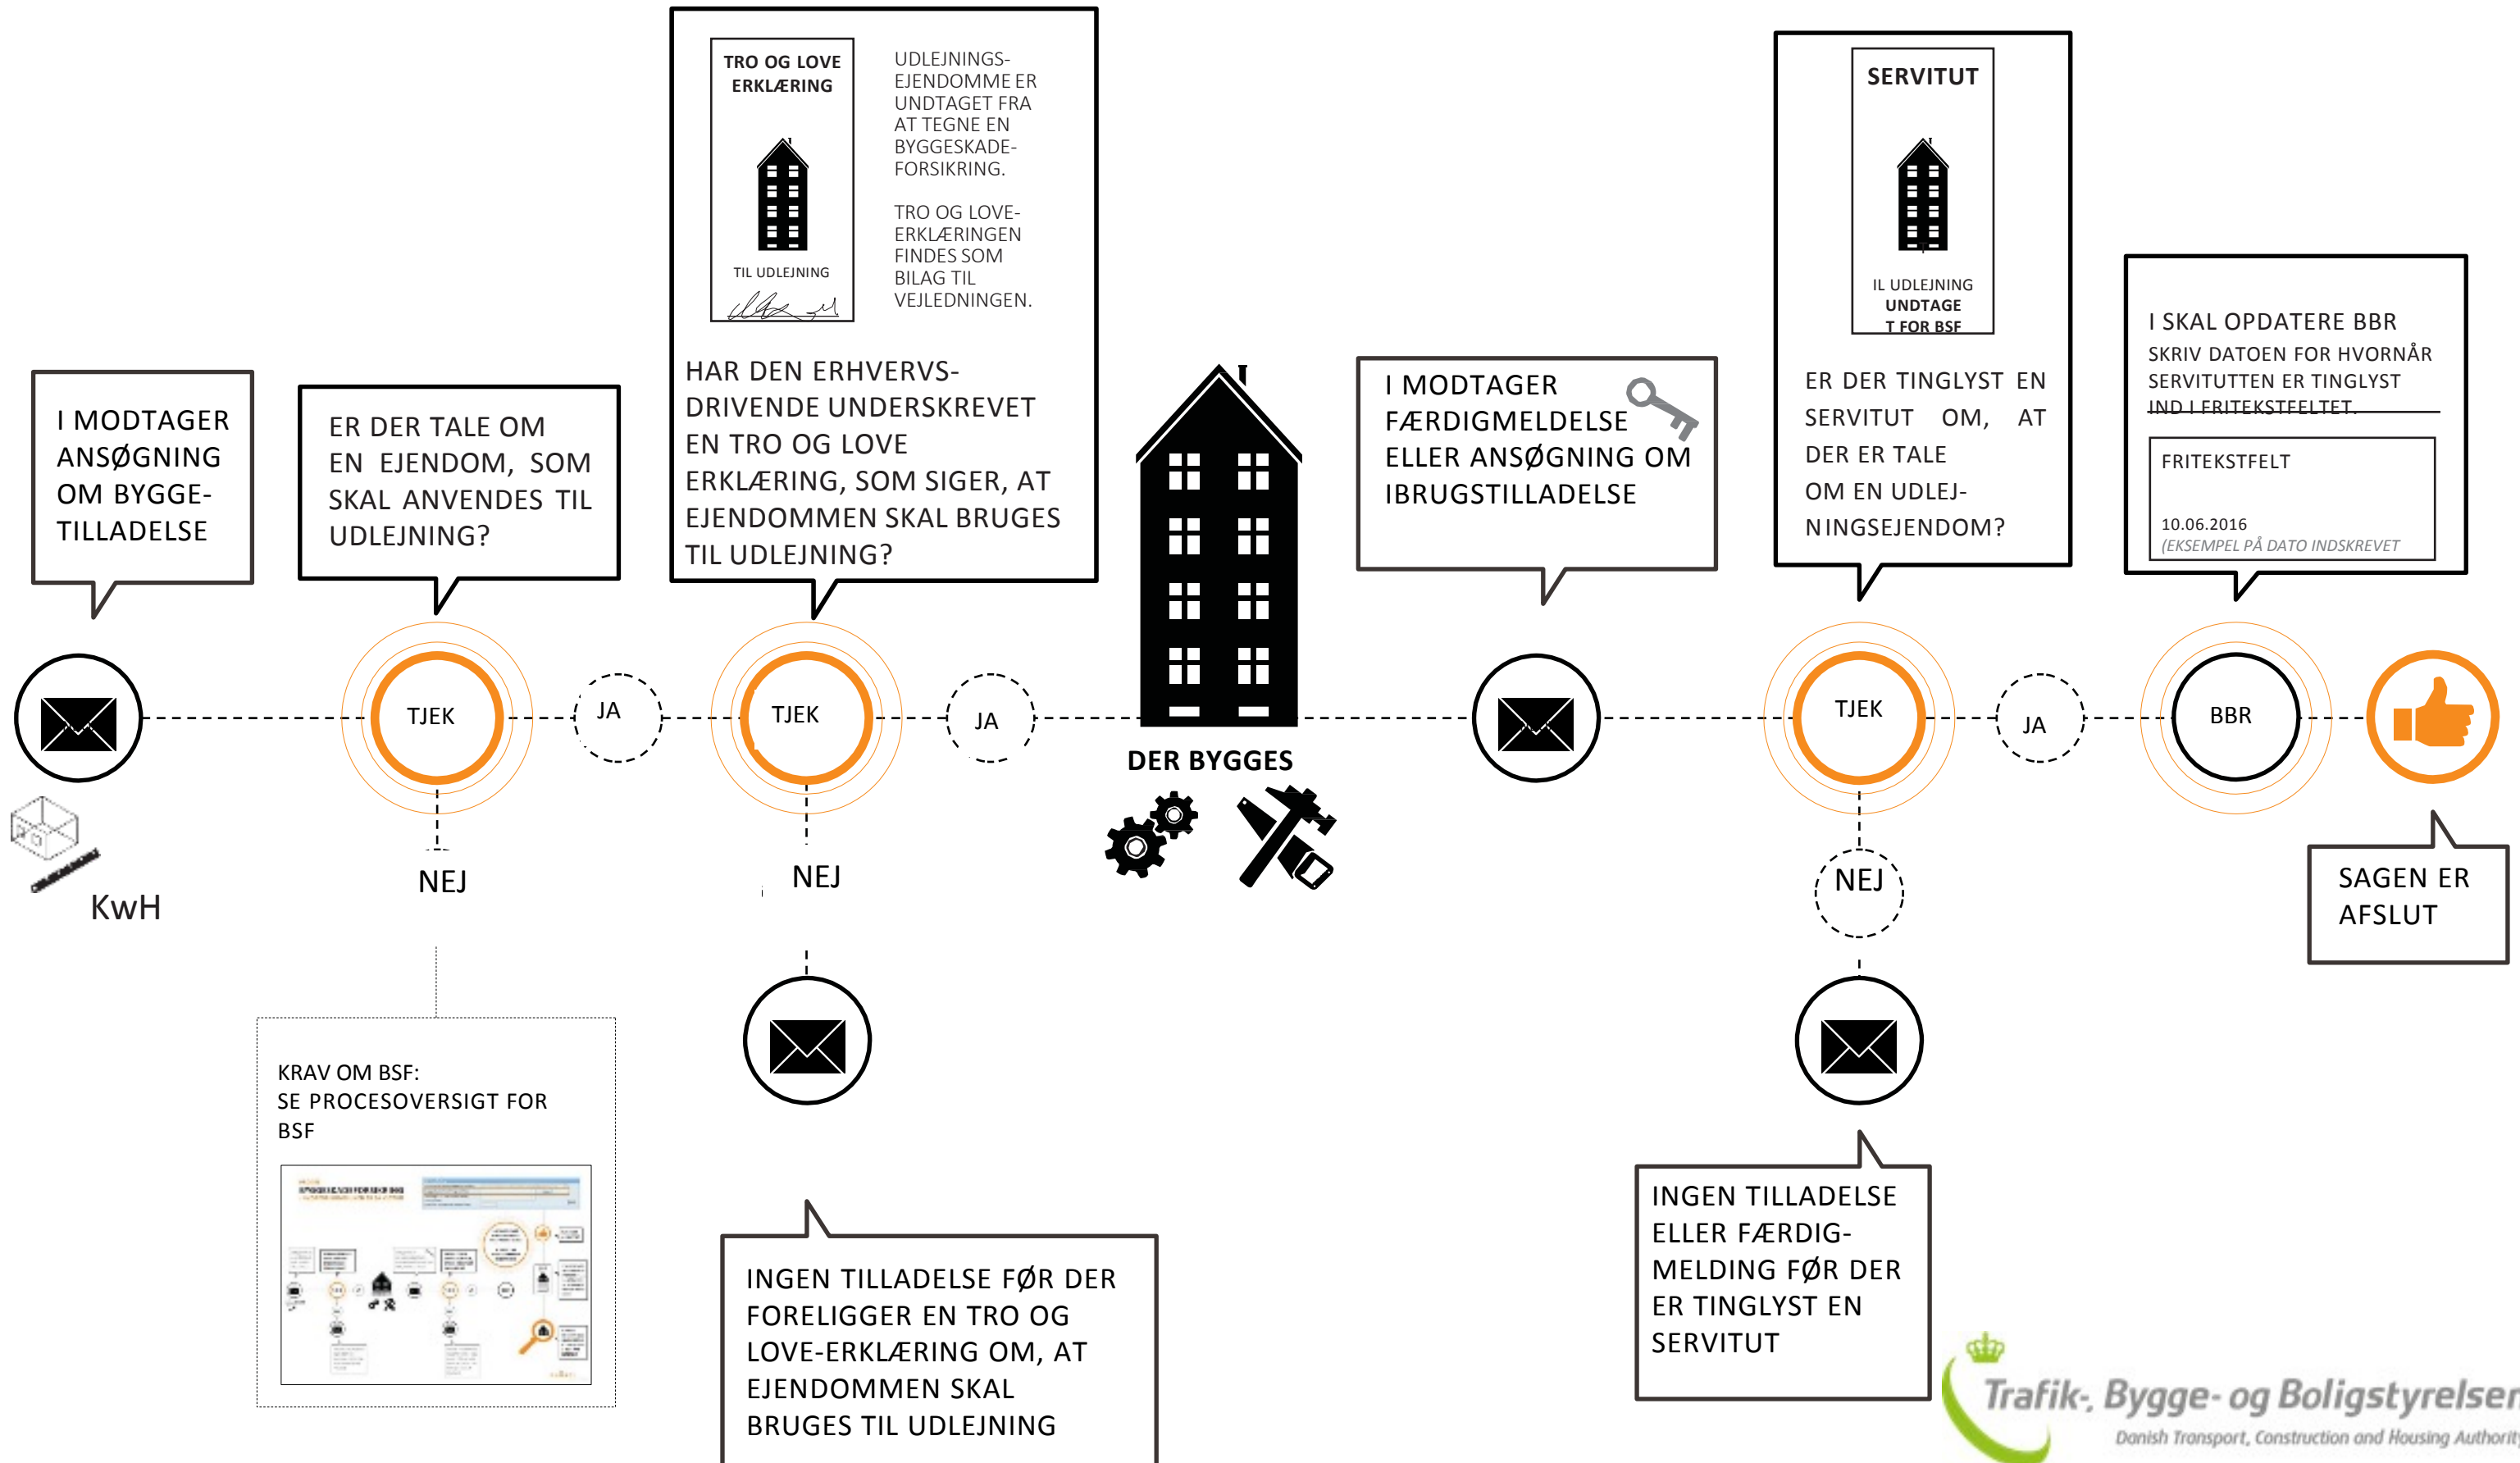 I MODTAGER
ANSØGNING
OM BYGGE-
TILLADELSE
ER DER TALE OM
EN EJENDOM, SOM
SKAL ANVENDES TIL
UDLEJNING?
TRO OG LOVE
ERKLÆRING
TIL UDLEJNING
UDLEJNINGS-
EJENDOMME ER
UNDTAGET FRA
AT TEGNE EN
BYGGESKADE-
FORSIKRING.
TRO OG LOVE-
ERKLÆRINGEN
FINDES SOM
BILAG TIL
VEJLEDNINGEN.
HAR DEN ERHVERVS-
DRIVENDE UNDERSKREVET
EN TRO OG LOVE
ERKLÆRING, SOM SIGER, AT
EJENDOMMEN SKAL BRUGES
TIL UDLEJNING?
I MODTAGER
FÆRDIGMELDELSE
ELLER ANSØGNING OM
IBRUGSTILLADELSE
SERVITUT
T
IL UDLEJNING
UNDTAGE
T FOR BSF
ER DER TINGLYST EN
SERVITUT OM, AT
DER ER TALE
OM EN UDLEJ-
NINGSEJENDOM?
I SKAL OPDATERE BBR
SKRIV DATOEN FOR HVORNÅR
SERVITUTTEN ER TINGLYST
IND I FRITEKSTFELTET.
FRITEKSTFELT
10.06.2016
(EKSEMPEL PÅ DATO INDSKREVET
TJEK
JA
TJEK
JA
DER BYGGES
TJEK
JA
BBR
KwH
NEJ
NEJ
NEJ
SAGEN ER
AFSLUT
KRAV OM BSF:
SE PROCESOVERSIGT FOR
BSF
INGEN TILLADELSE FØR DER
FORELIGGER EN TRO OG
LOVE-ERKLÆRING OM, AT
EJENDOMMEN SKAL
BRUGES TIL UDLEJNING
INGEN TILLADELSE
ELLER FÆRDIG-
MELDING FØR DER
ER TINGLYST EN
SERVITUT
Trafik-, Bygge- og Boligstyrelsen
Danish Transport, Construction and Housing Authority